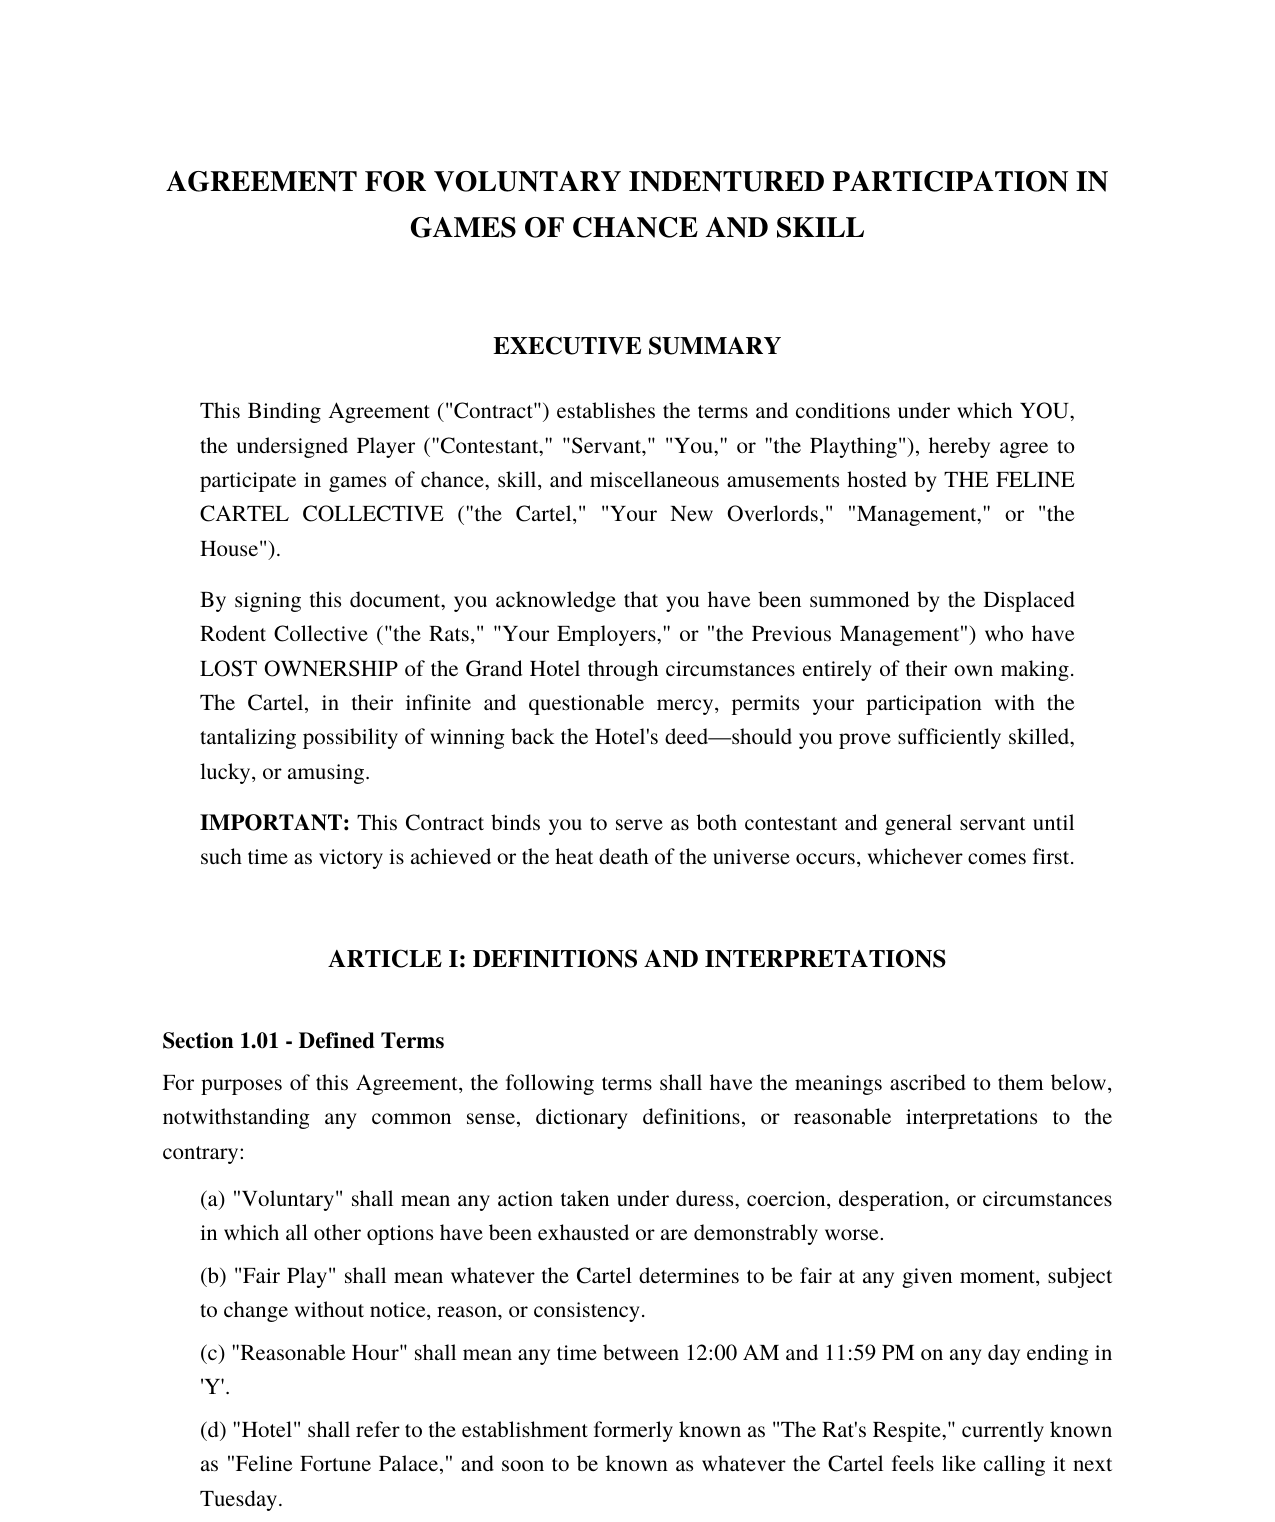 AGREEMENT FOR VOLUNTARY INDENTURED PARTICIPATION IN
GAMES OF CHANCE AND SKILL
EXECUTIVE SUMMARY
This Binding Agreement ("Contract") establishes the terms and conditions under which YOU,
the undersigned Player ("Contestant," "Servant," "You," or "the Plaything"), hereby agree to
participate in games of chance, skill, and miscellaneous amusements hosted by THE FELINE
CARTEL COLLECTIVE ("the Cartel," "Your New Overlords," "Management," or "the
House").
By signing this document, you acknowledge that you have been summoned by the Displaced
Rodent Collective ("the Rats," "Your Employers," or "the Previous Management") who have
LOST OWNERSHIP of the Grand Hotel through circumstances entirely of their own making.
The Cartel, in their infinite and questionable mercy, permits your participation with the
tantalizing possibility of winning back the Hotel's deed—should you prove sufficiently skilled,
lucky, or amusing.
IMPORTANT: This Contract binds you to serve as both contestant and general servant until
such time as victory is achieved or the heat death of the universe occurs, whichever comes first.
ARTICLE I: DEFINITIONS AND INTERPRETATIONS
Section 1.01 - Defined Terms
For purposes of this Agreement, the following terms shall have the meanings ascribed to them below,
notwithstanding any common sense, dictionary definitions, or reasonable interpretations to the
contrary:
(a) "Voluntary" shall mean any action taken under duress, coercion, desperation, or circumstances
in which all other options have been exhausted or are demonstrably worse.
(b) "Fair Play" shall mean whatever the Cartel determines to be fair at any given moment, subject
to change without notice, reason, or consistency.
(c) "Reasonable Hour" shall mean any time between 12:00 AM and 11:59 PM on any day ending in
'Y'.
(d) "Hotel" shall refer to the establishment formerly known as "The Rat's Respite," currently known
as "Feline Fortune Palace," and soon to be known as whatever the Cartel feels like calling it next
Tuesday.